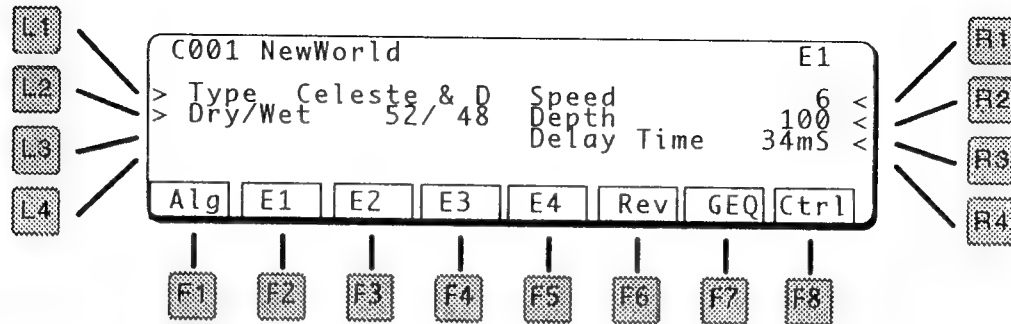 L1
L2
L3
L4
C001 NewWorld E1
> Type Celeste & D Speed 6 <
> Dry/Wet 52/ 48 Depth 100 <
Delay Time 34mS <
Alg E1 E2 E3 E4 Rev GEQ Ctrl
F1 F2 F3 F4 F5 F6 F7 F8
R1
R2
R3
R4